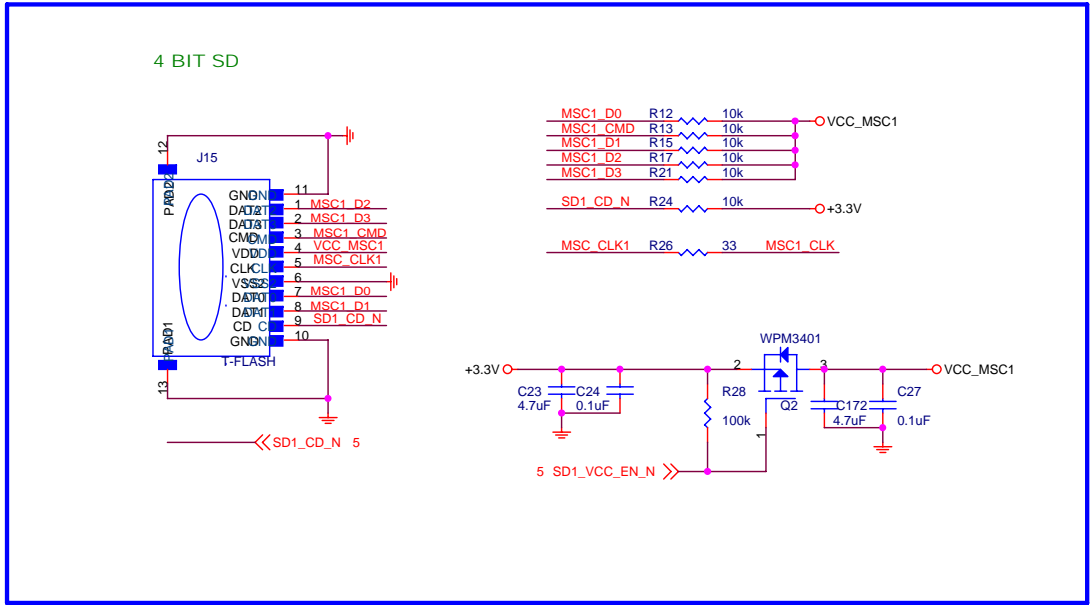 4 BIT SD
12
J15
PAD2
GND 11
DAT2 1 MSC1_D2
DAT3 2 MSC1_D3
CMD 3 MSC1_CMD
VDD 4 VCC_MSC1
CLK 5 MSC_CLK1
VSS2 6
DAT0 7 MSC1_D0
DAT1 8 MSC1_D1
CD 9 SD1_CD_N
GND 10
PAD1
T-FLASH
13
SD1_CD_N 5
MSC1_D0 R12 10k VCC_MSC1
MSC1_CMD R13 10k
MSC1_D1 R15 10k
MSC1_D2 R17 10k
MSC1_D3 R21 10k
SD1_CD_N R24 10k +3.3V
MSC_CLK1 R26 33 MSC1_CLK
WPM3401
+3.3V 2 3 VCC_MSC1
C23 C24 R28 Q2 C172 C27
4.7uF 0.1uF 100k 4.7uF 0.1uF
1
5 SD1_VCC_EN_N